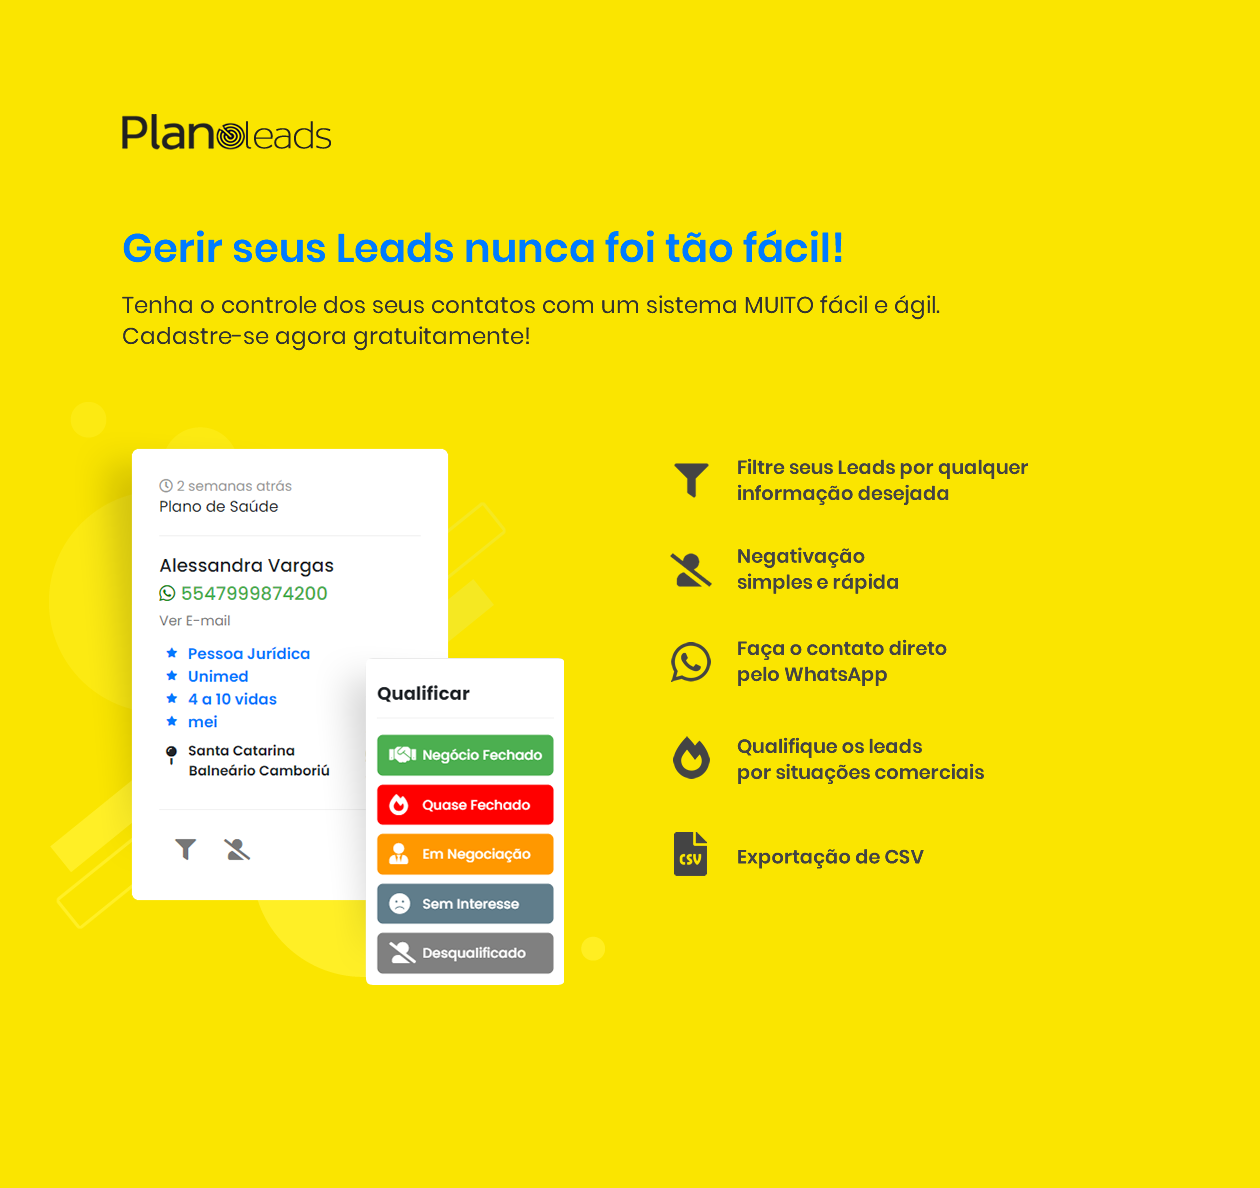 Planoleads
Gerir seus Leads nunca foi tão fácil!
Tenha o controle dos seus contatos com um sistema MUITO fácil e ágil.
Cadastre-se agora gratuitamente!
2 semanas atrás
Plano de Saúde
Alessandra Vargas
5547999874200
Ver E-mail
Pessoa Jurídica
Unimed
4 a 10 vidas
mei
Santa Catarina
Balneário Camboriú
Qualificar
Negócio Fechado
Quase Fechado
Em Negociação
Sem Interesse
Desqualificado
Filtre seus Leads por qualquer
informação desejada
Negativação
simples e rápida
Faça o contato direto
pelo WhatsApp
Qualifique os leads
por situações comerciais
CSV
Exportação de CSV